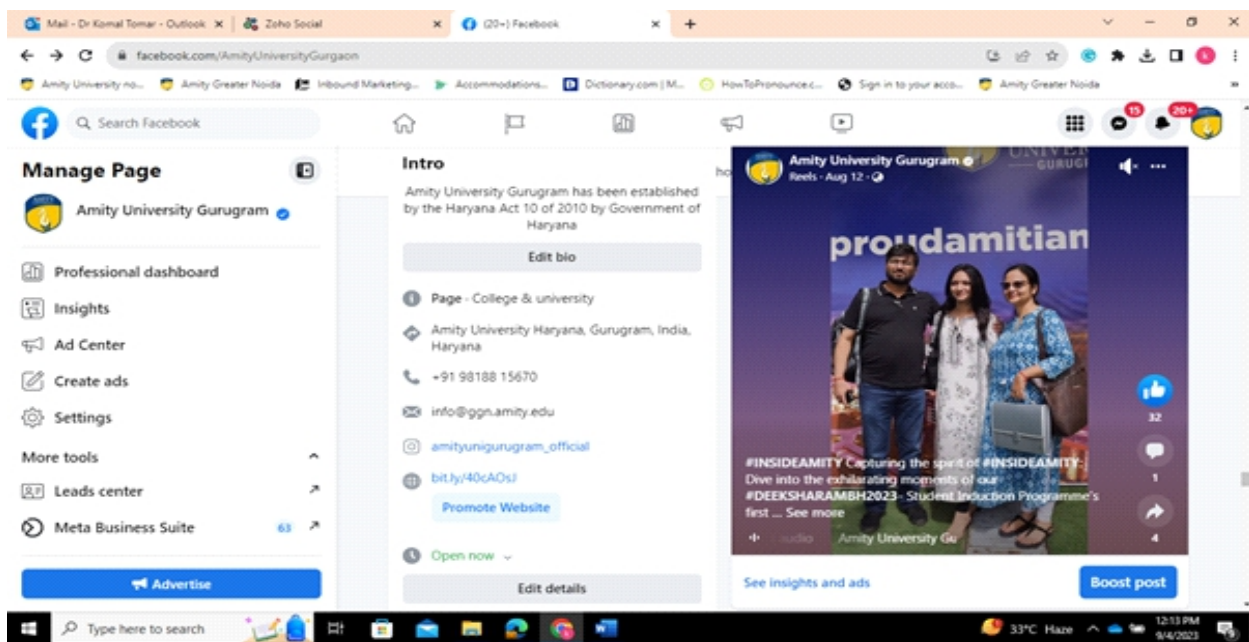 Mail - Dr Komal Tomar - Outlook
Zoho Social
(20+) Facebook
facebook.com/AmityUniversityGurgaon
Amity University no...
Amity Greater Noida
Inbound Marketing...
Accommodations...
Dictionary.com | M...
HowToPronounce.c...
Sign in to your acco...
Amity Greater Noida
Search Facebook
15
20+
Manage Page
Amity University Gurugram
Professional dashboard
Insights
Ad Center
Create ads
Settings
More tools
Leads center
Meta Business Suite 63
Advertise
Intro
Amity University Gurugram has been established
by the Haryana Act 10 of 2010 by Government of
Haryana
Edit bio
Page · College & university
Amity University Haryana, Gurugram, India,
Haryana
+91 98188 15670
info@ggn.amity.edu
amityunigurugram_official
bit.ly/40cAOsJ
Promote Website
Open now
Edit details
Amity University Gurugram
Reels · Aug 12 ·
proudamitian
32
1
4
#INSIDEAMITY Capturing the spirit of #INSIDEAMITY-
Dive into the exhilarating moments of our
#DEEKSHARAMBH2023- Student Induction Programme's
first ... See more
audio Amity University Gu
See insights and ads
Boost post
Type here to search
33°C Haze
12:13 PM
9/4/2023